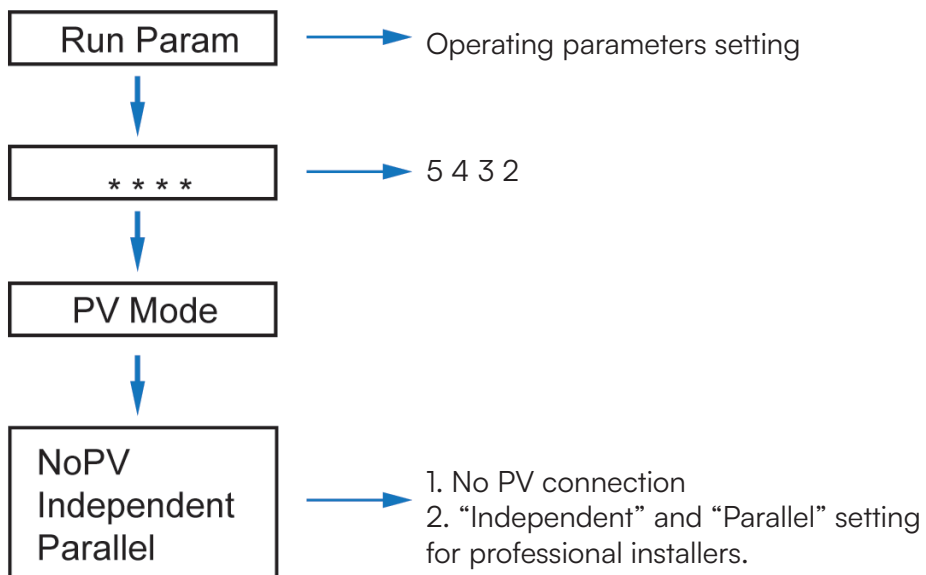 Run Param
Operating parameters setting
* * * *
5 4 3 2
PV Mode
NoPV
Independent
Parallel
1. No PV connection
2. “Independent” and “Parallel” setting
for professional installers.